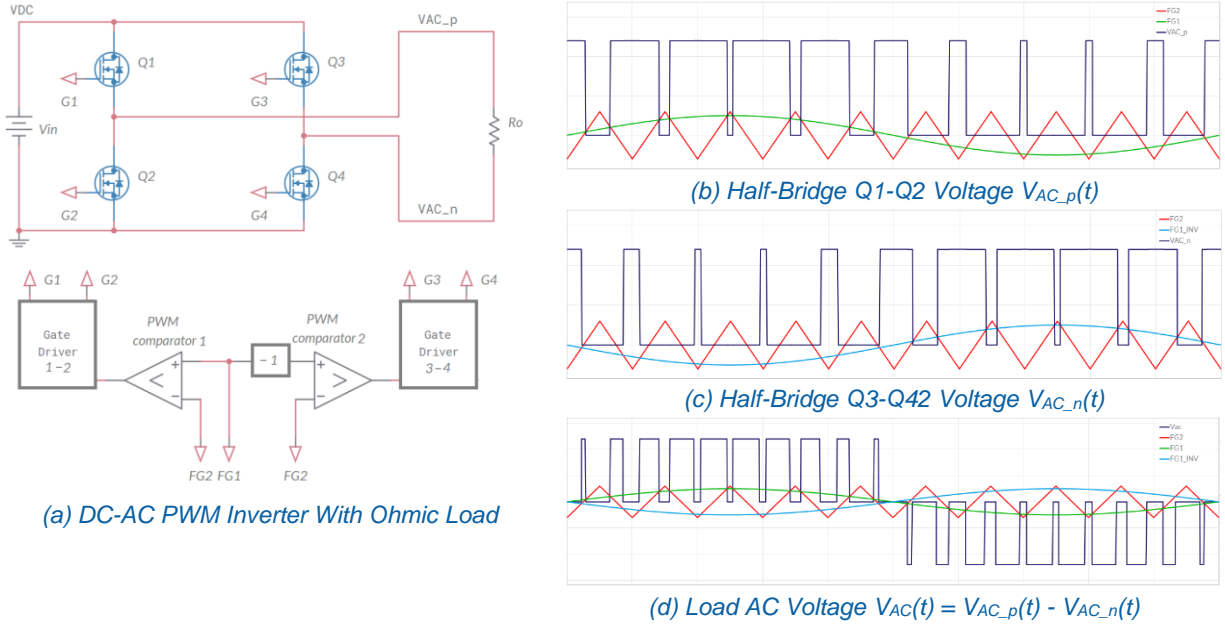 VDC
VAC_p
Q1
Q3
G1
G3
Vin
Ro
Q2
Q4
G2
G4
VAC_n
G1
G2
G3
G4
Gate
Driver
1-2
PWM
comparator 1
-1
PWM
comparator 2
Gate
Driver
3-4
+
<
-
+
>
-
FG2
FG1
FG2
(a) DC-AC PWM Inverter With Ohmic Load
FG2
FG1
VAC_p
(b) Half-Bridge Q1-Q2 Voltage VAC_p(t)
FG2
FG1_INV
VAC_n
(c) Half-Bridge Q3-Q42 Voltage VAC_n(t)
Vac
FG2
FG1
FG1_INV
(d) Load AC Voltage VAC(t) = VAC_p(t) - VAC_n(t)